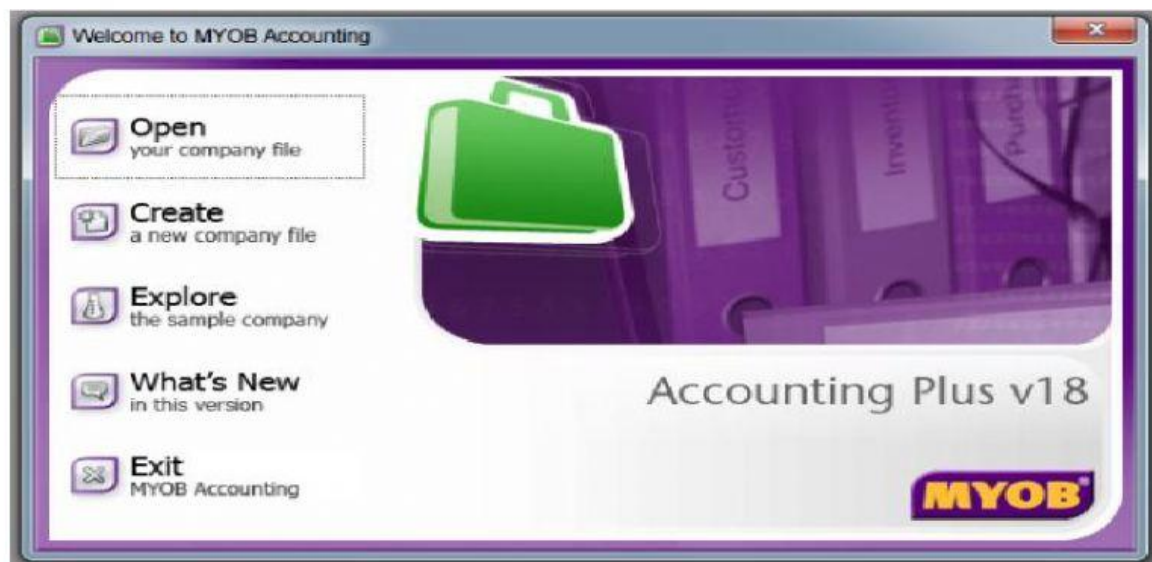 Welcome to MYOB Accounting
Open
your company file
Create
a new company file
Explore
the sample company
What's New
in this version
Exit
MYOB Accounting
Accounting Plus v18
MYOB